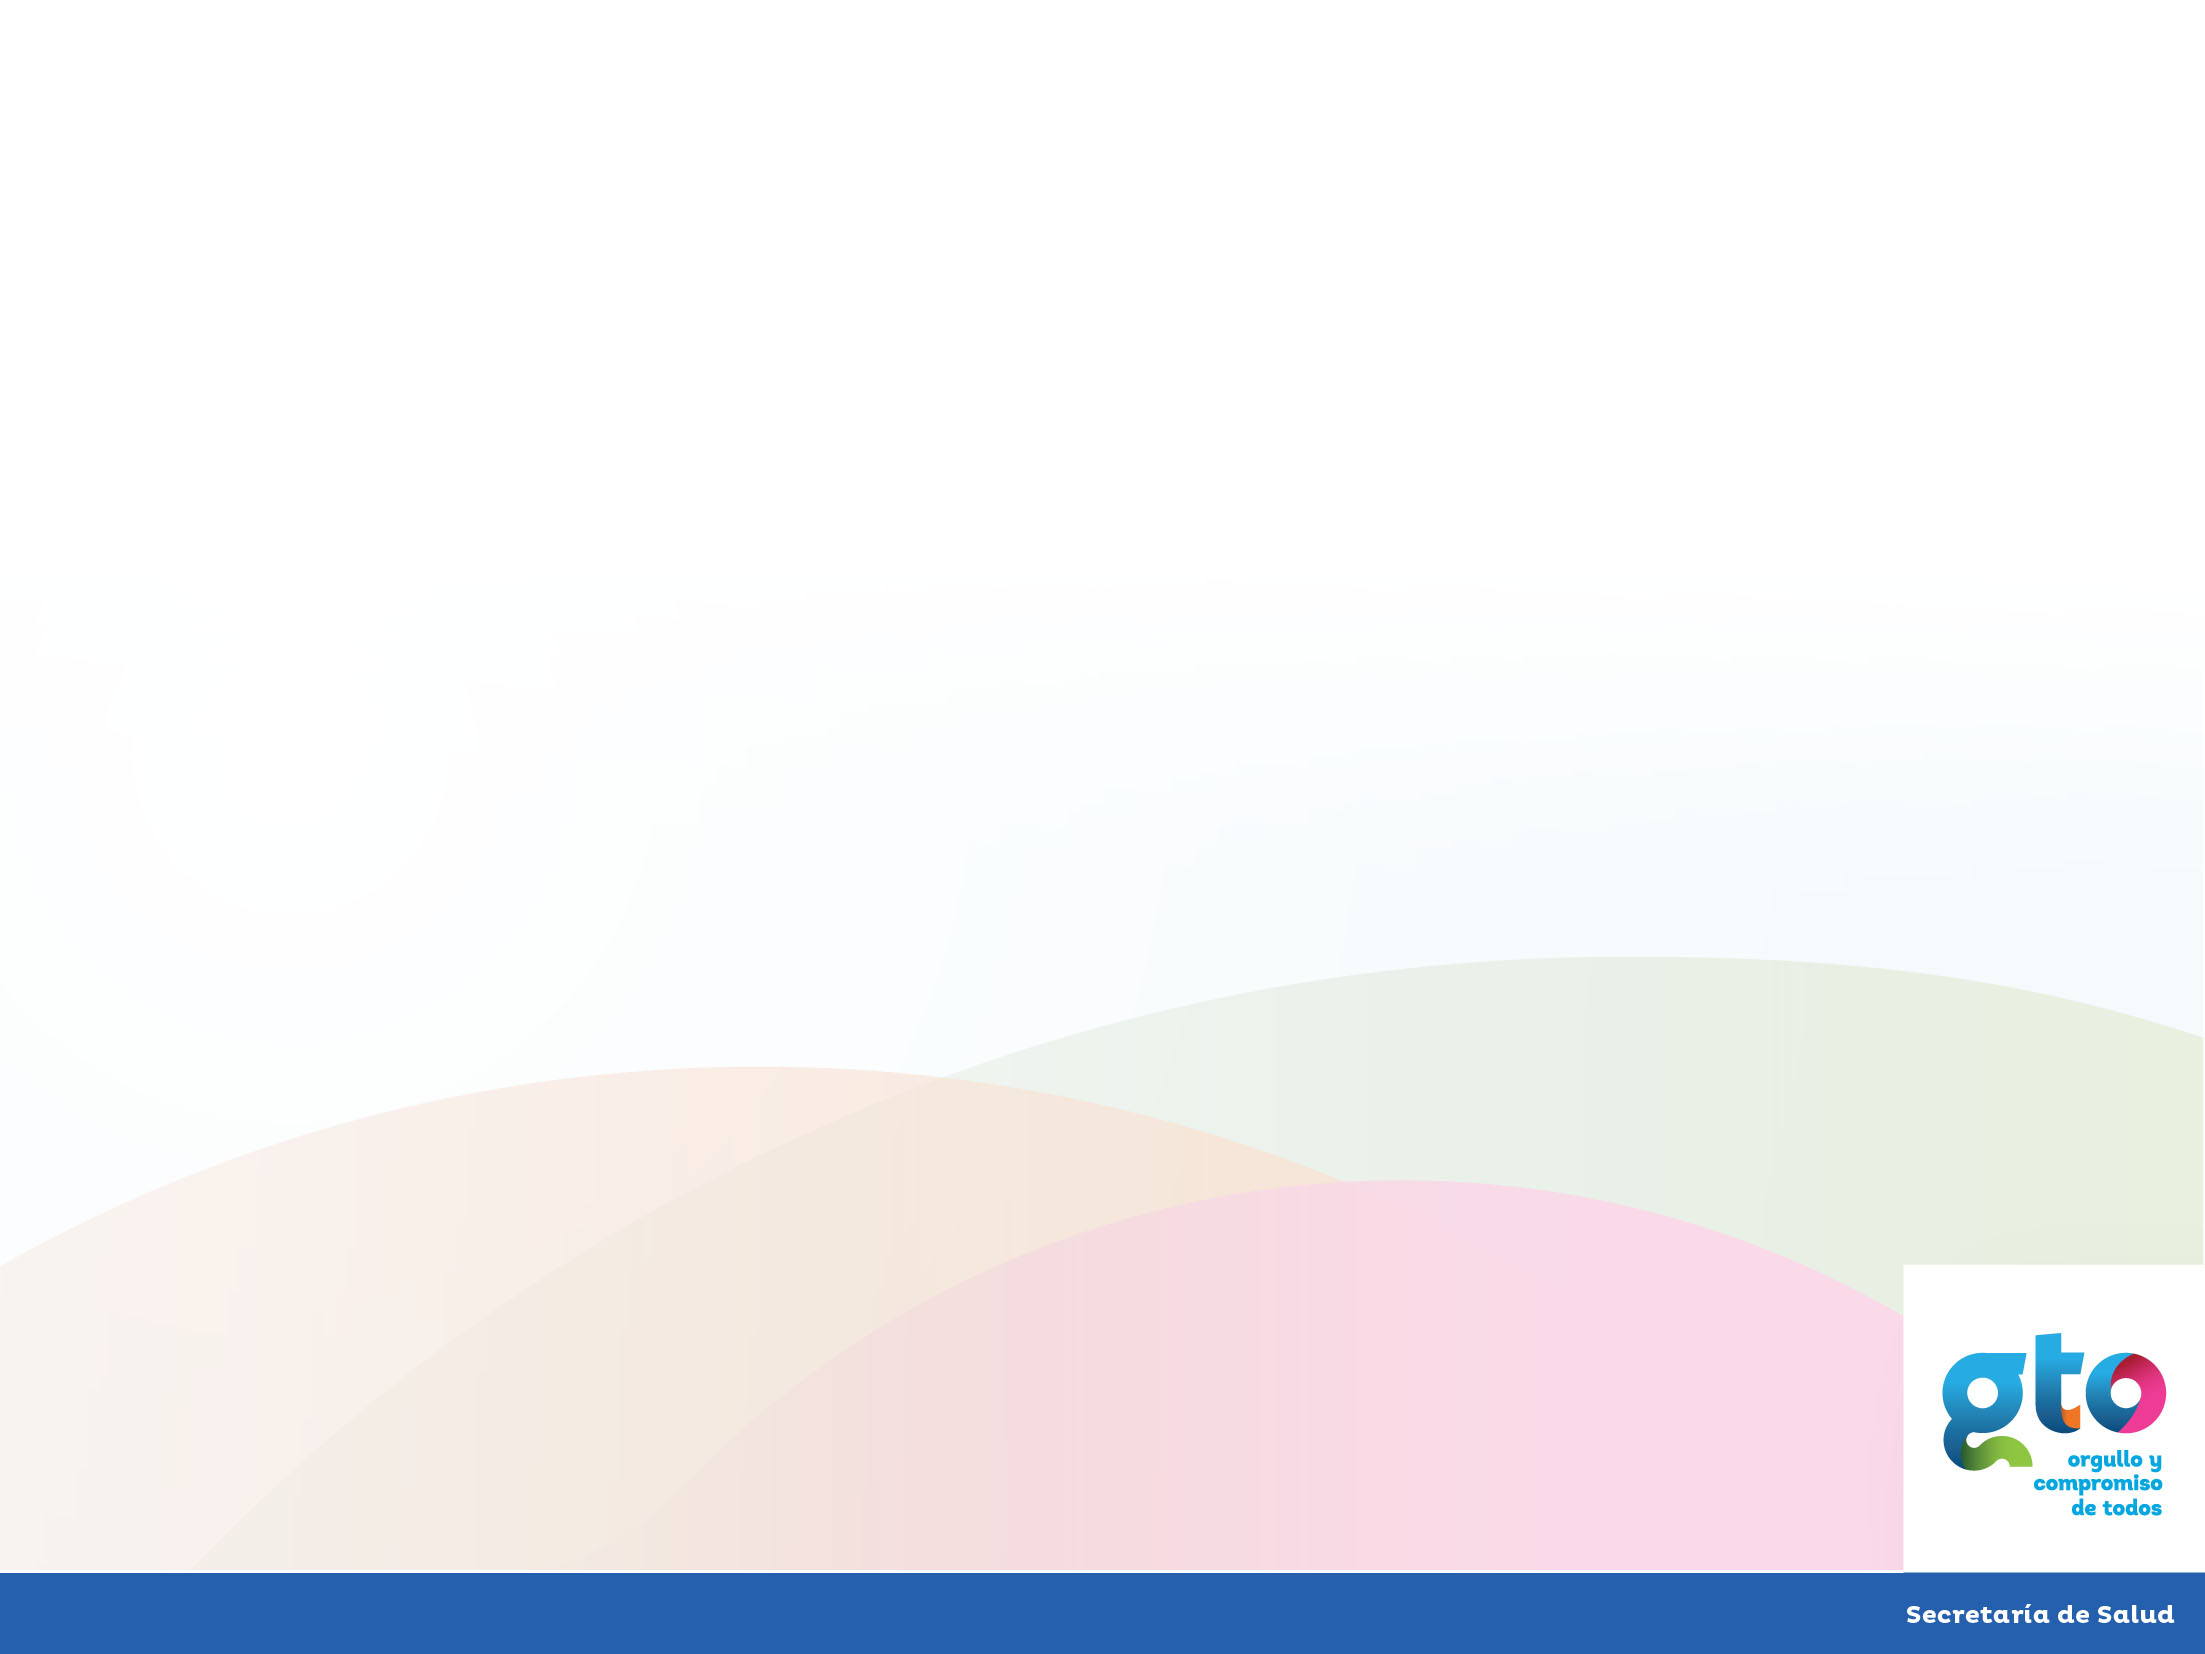 gto
orgullo y
compromiso
de todos
Secretaría de Salud